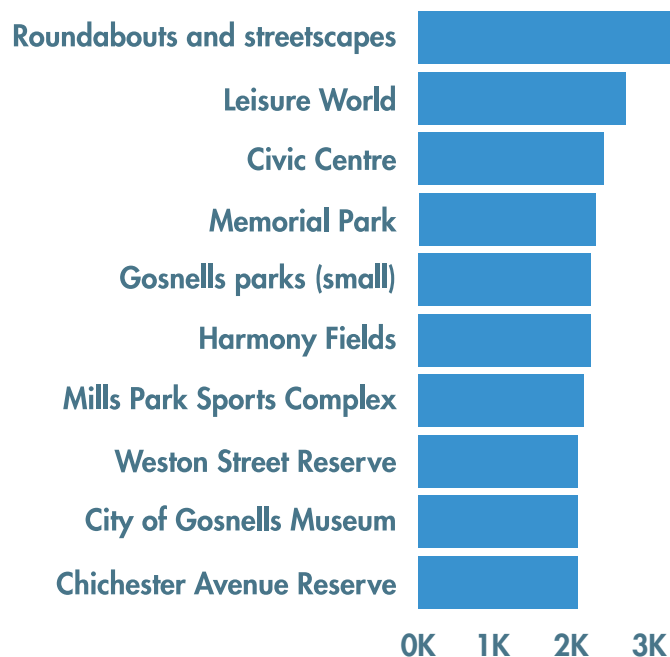 Roundabouts and streetscapes
Leisure World
Civic Centre
Memorial Park
Gosnells parks (small)
Harmony Fields
Mills Park Sports Complex
Weston Street Reserve
City of Gosnells Museum
Chichester Avenue Reserve
0K 1K 2K 3K